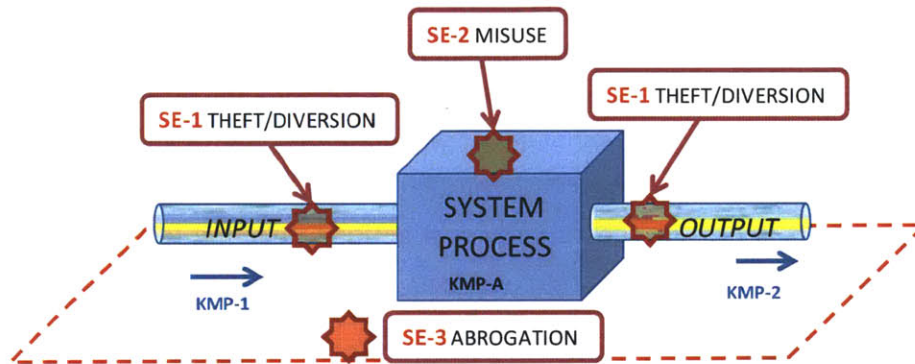 SE-2 MISUSE
SE-1 THEFT/DIVERSION
SE-1 THEFT/DIVERSION
INPUT
SYSTEM
PROCESS
KMP-A
OUTPUT
KMP-1
KMP-2
SE-3 ABROGATION